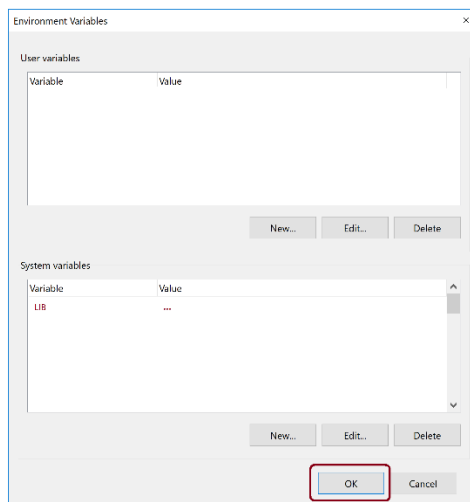 Environment Variables
×
User variables
Variable Value
New... Edit... Delete
System variables
Variable Value
LIB ...
New... Edit... Delete
OK Cancel